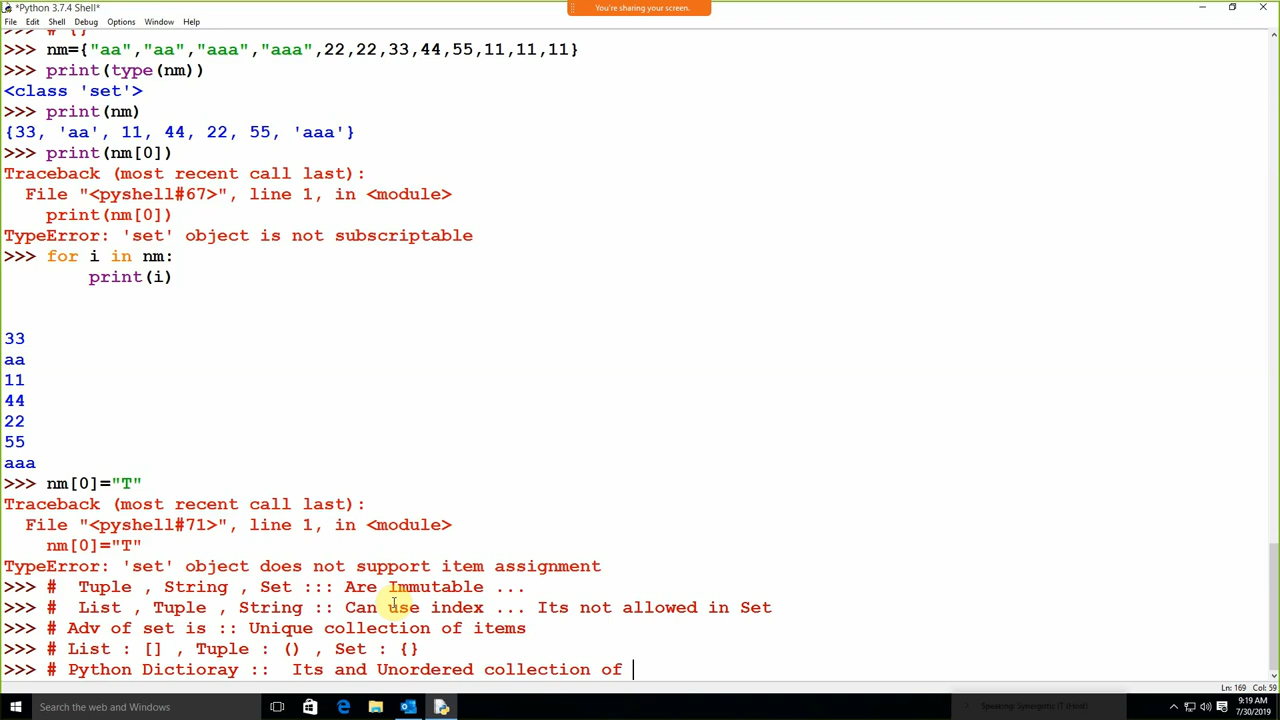 *Python 3.7.4 Shell*
You're sharing your screen.
File Edit Shell Debug Options Window Help
>>> # {}
>>> nm={"aa","aa","aaa","aaa",22,22,33,44,55,11,11,11}
>>> print(type(nm))
<class 'set'>
>>> print(nm)
{33, 'aa', 11, 44, 22, 55, 'aaa'}
>>> print(nm[0])
Traceback (most recent call last):
  File "<pyshell#67>", line 1, in <module>
    print(nm[0])
TypeError: 'set' object is not subscriptable
>>> for i in nm:
        print(i)
33
aa
11
44
22
55
aaa
>>> nm[0]="T"
Traceback (most recent call last):
  File "<pyshell#71>", line 1, in <module>
    nm[0]="T"
TypeError: 'set' object does not support item assignment
>>> #  Tuple , String , Set ::: Are Immutable ...
>>> #  List , Tuple , String :: Can use index ... Its not allowed in Set
>>> # Adv of set is :: Unique collection of items
>>> # List : [] , Tuple : () , Set : {}
>>> # Python Dictioray ::  Its and Unordered collection of
Ln: 169 Col: 59
Search the web and Windows
Speaking: Synergetic IT (Host)
9:19 AM
7/30/2019